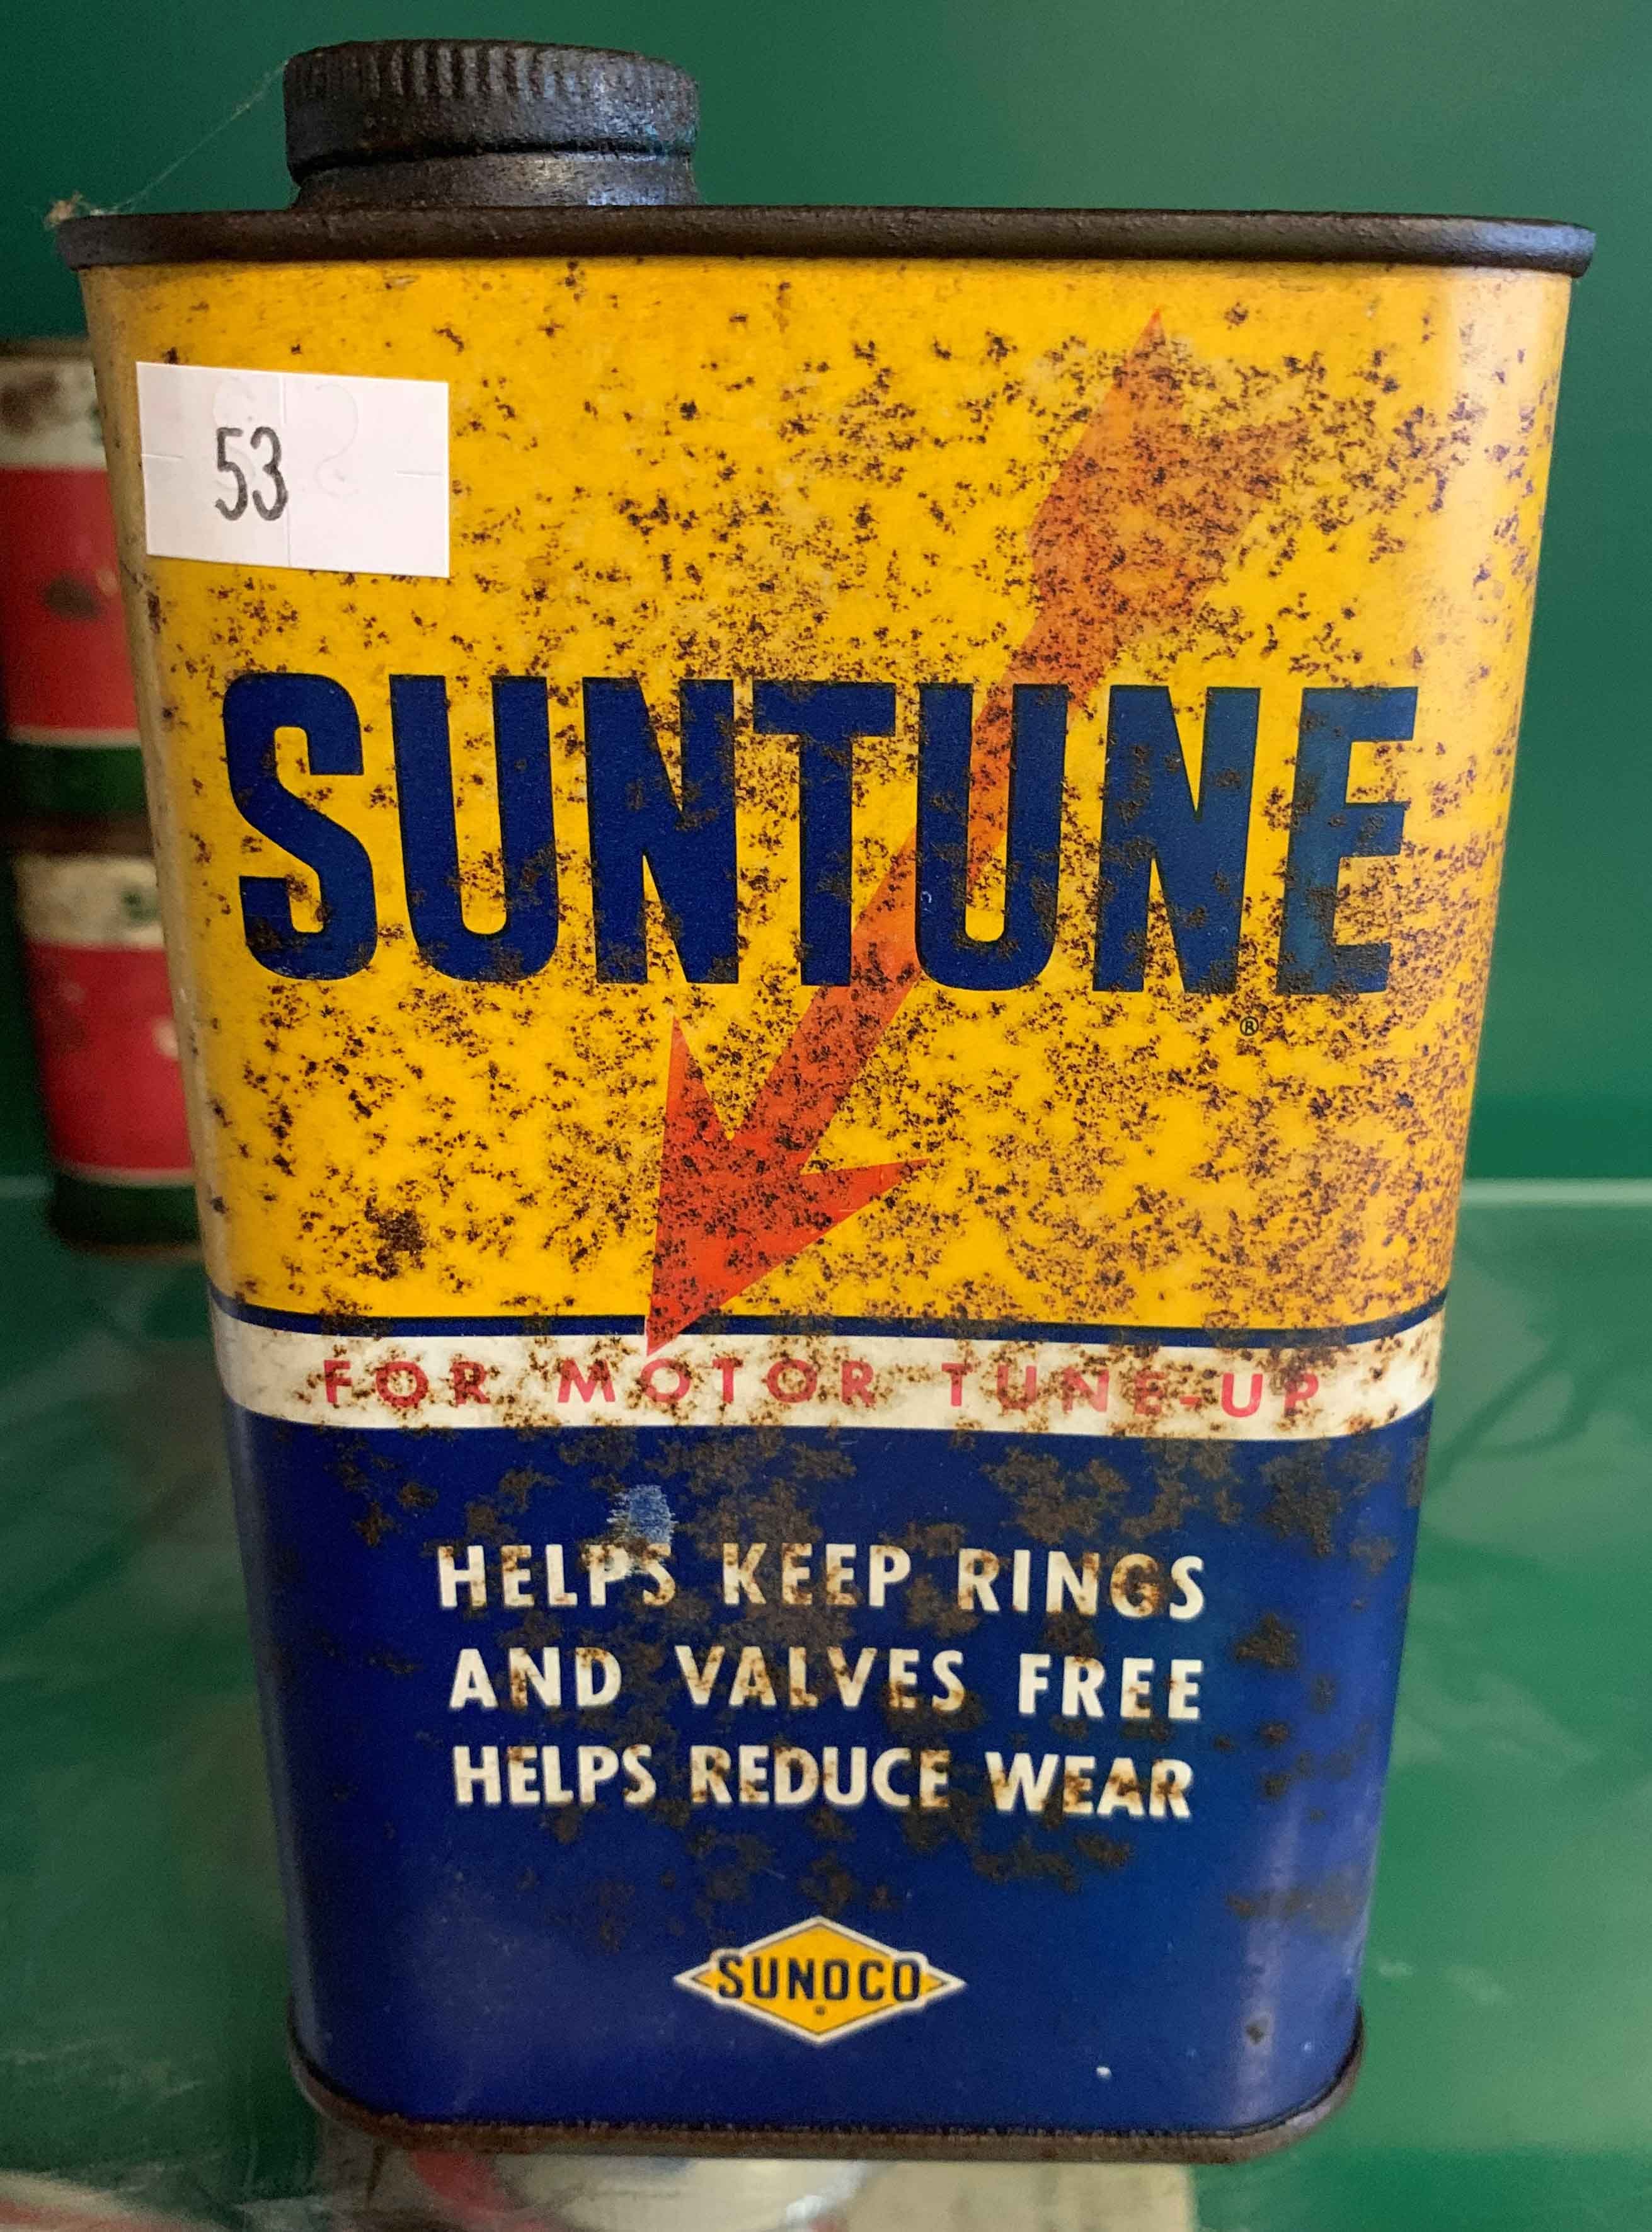 53
SUNTUNE
®
FOR MOTOR TUNE-UP
HELPS KEEP RINGS
AND VALVES FREE
HELPS REDUCE WEAR
SUNOCO
®